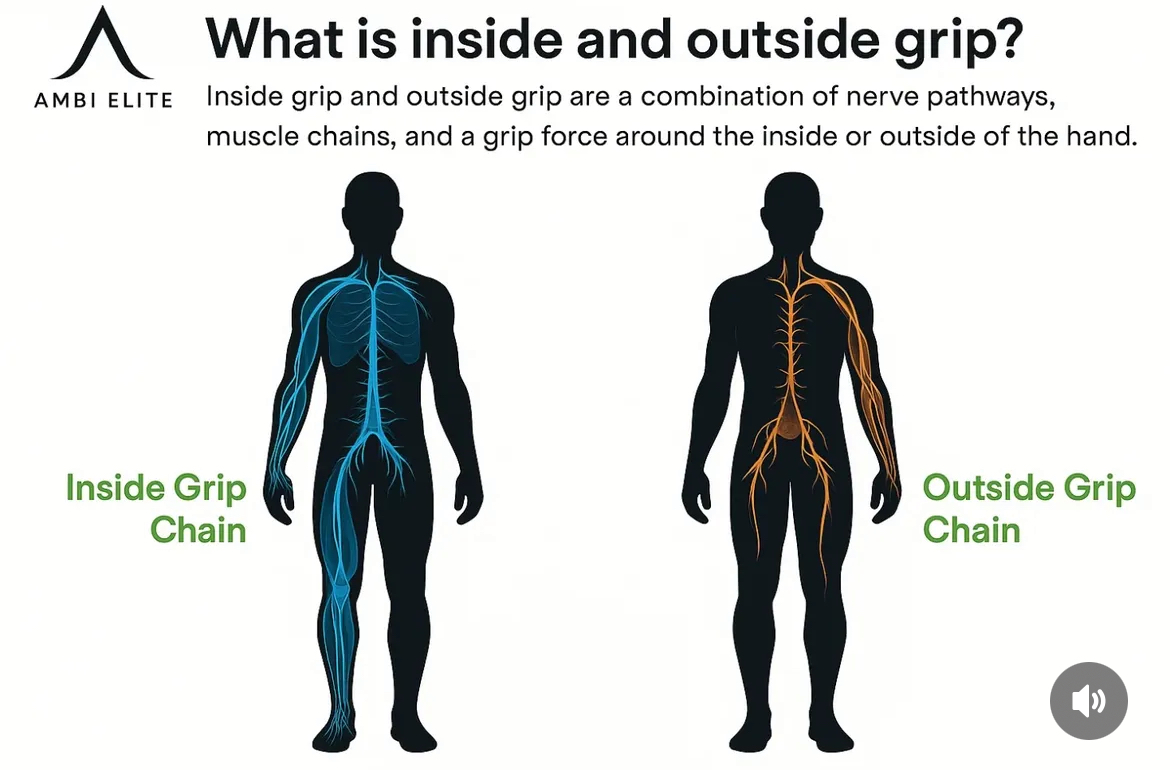 What is inside and outside grip?
AMBI ELITE
Inside grip and outside grip are a combination of nerve pathways,
muscle chains, and a grip force around the inside or outside of the hand.
Inside Grip
Chain
Outside Grip
Chain